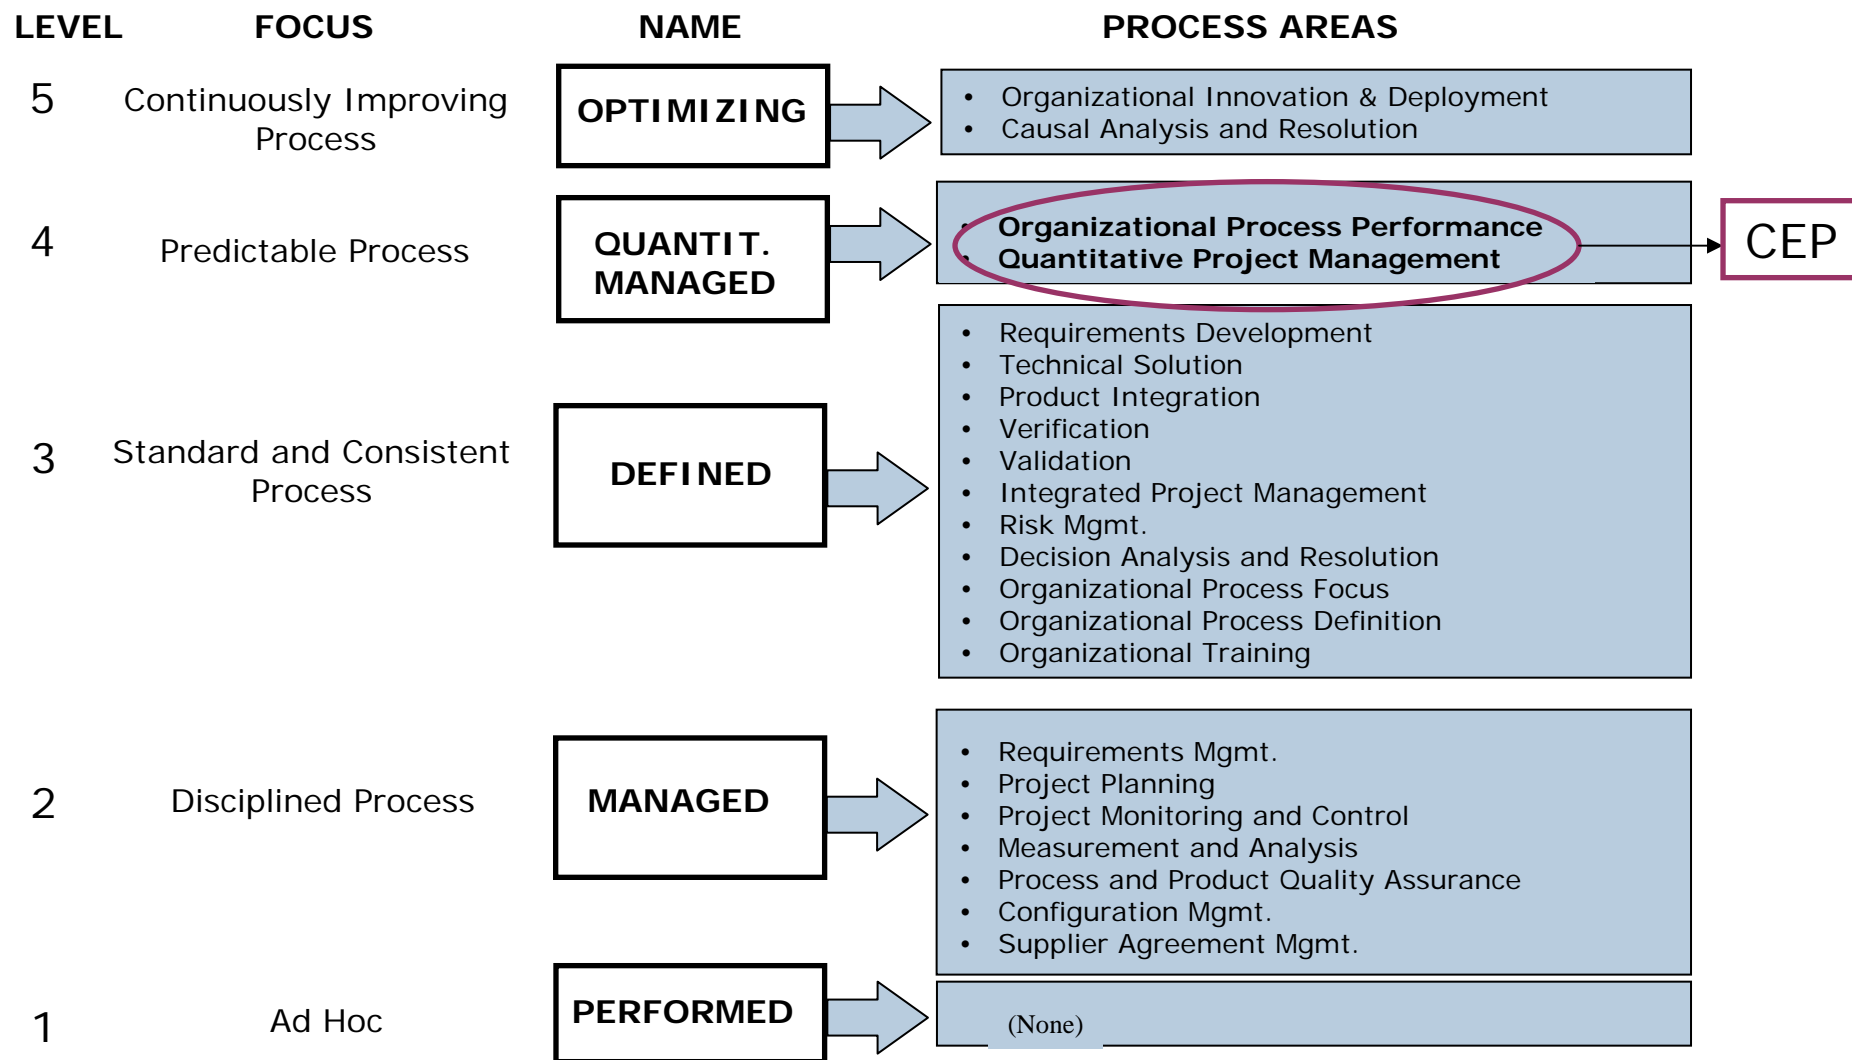 LEVEL FOCUS NAME PROCESS AREAS
5 Continuously Improving
Process
OPTIMIZING
• Organizational Innovation & Deployment
• Causal Analysis and Resolution
4 Predictable Process
QUANTIT.
MANAGED
• Organizational Process Performance
• Quantitative Project Management
CEP
3 Standard and Consistent
Process
DEFINED
• Requirements Development
• Technical Solution
• Product Integration
• Verification
• Validation
• Integrated Project Management
• Risk Mgmt.
• Decision Analysis and Resolution
• Organizational Process Focus
• Organizational Process Definition
• Organizational Training
2 Disciplined Process
MANAGED
• Requirements Mgmt.
• Project Planning
• Project Monitoring and Control
• Measurement and Analysis
• Process and Product Quality Assurance
• Configuration Mgmt.
• Supplier Agreement Mgmt.
1 Ad Hoc
PERFORMED
(None)